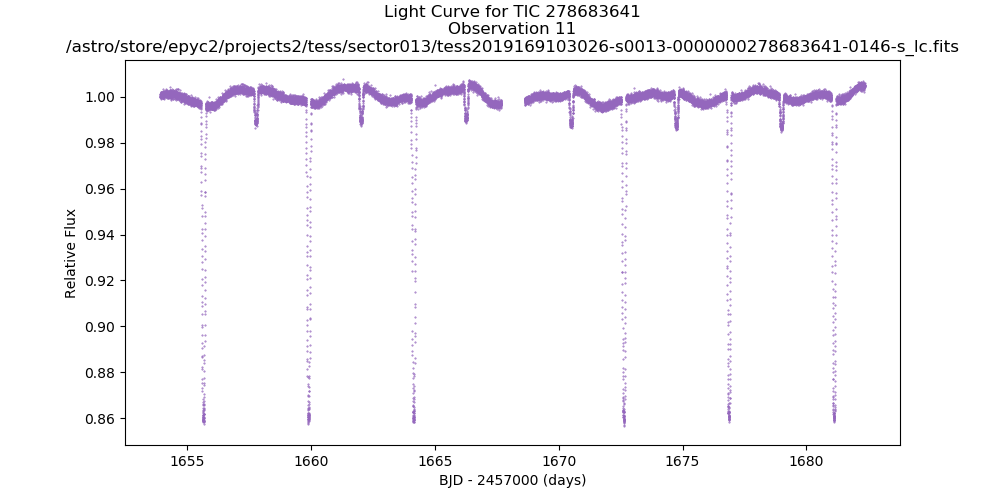 Light Curve for TIC 278683641
Observation 11
/astro/store/epyc2/projects2/tess/sector013/tess2019169103026-s0013-0000000278683641-0146-s_lc.fits
1.00
0.98
0.96
0.94
0.92
0.90
0.88
0.86
Relative Flux
1655
1660
1665
1670
1675
1680
BJD - 2457000 (days)